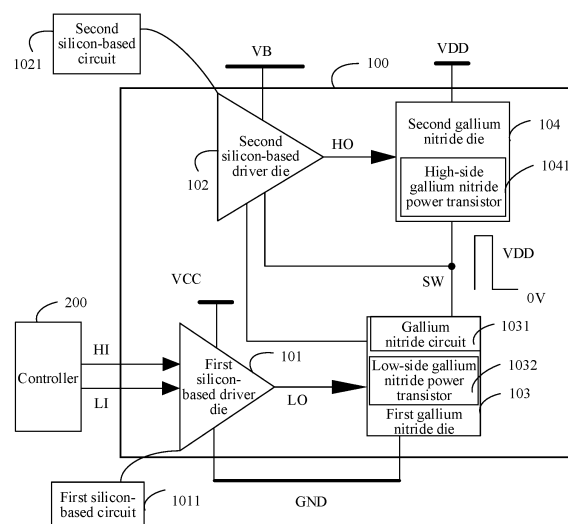 Second
silicon-based
circuit
1021
VB
VDD
100
Second
silicon-based
driver die
102
HO
Second gallium
nitride die
104
High-side
gallium nitride
power transistor
1041
VDD
0V
SW
VCC
200
Controller
HI
LI
First
silicon-based
driver die
101
LO
Gallium
nitride circuit
1031
Low-side gallium
nitride power
transistor
1032
First gallium
nitride die
103
GND
First silicon-
based circuit
1011